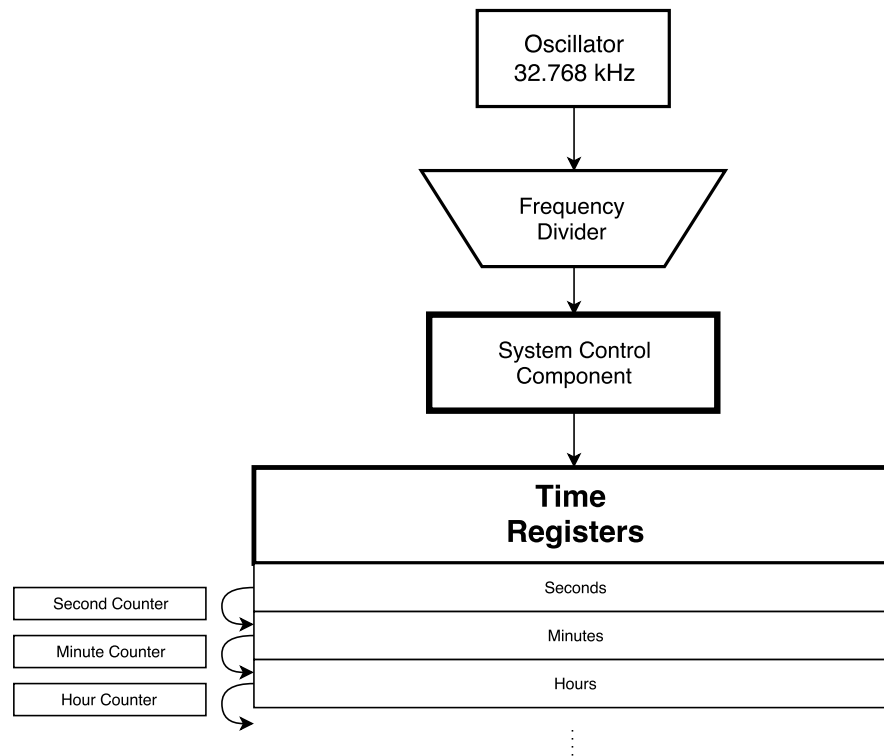 Oscillator
32.768 kHz
Frequency
Divider
System Control
Component
Time
Registers
Seconds
Second Counter
Minutes
Minute Counter
Hours
Hour Counter